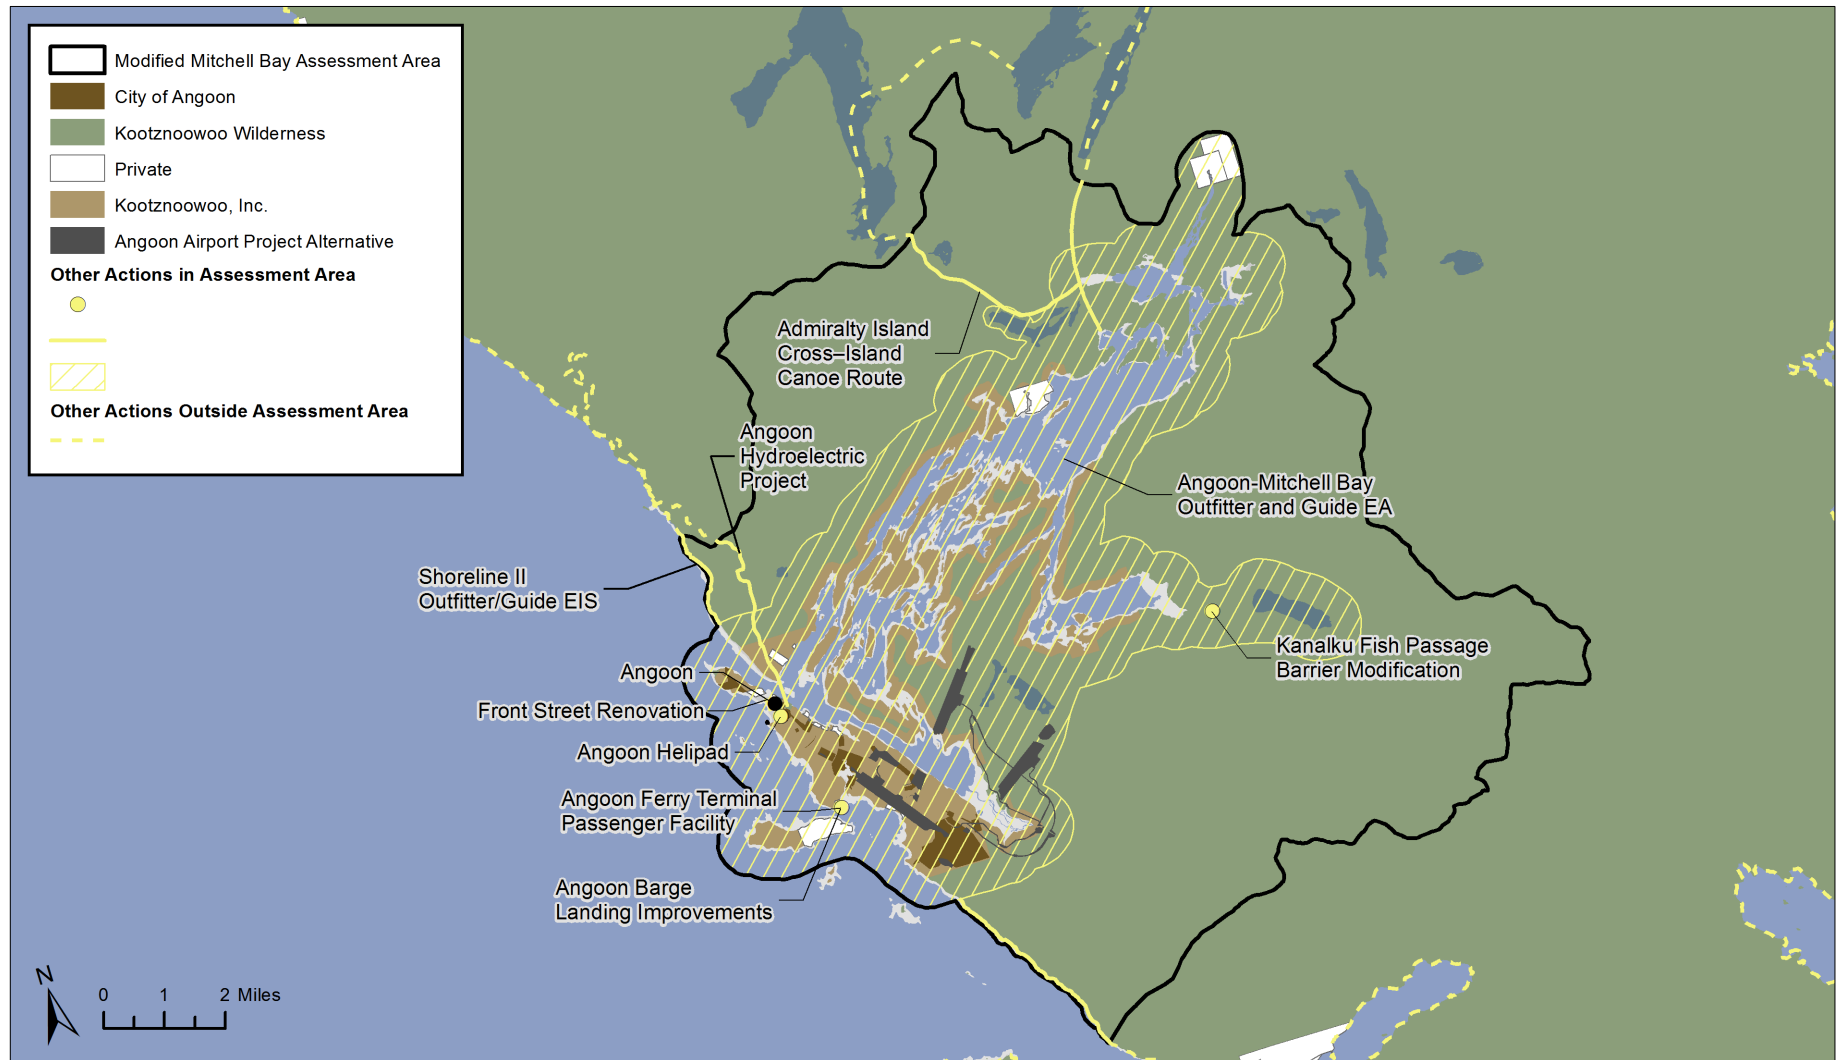 Modified Mitchell Bay Assessment Area
City of Angoon
Kootznoowoo Wilderness
Private
Kootznoowoo, Inc.
Angoon Airport Project Alternative
Other Actions in Assessment Area
Other Actions Outside Assessment Area
Admiralty Island
Cross–Island
Canoe Route
Angoon
Hydroelectric
Project
Angoon-Mitchell Bay
Outfitter and Guide EA
Shoreline II
Outfitter/Guide EIS
Kanalku Fish Passage
Barrier Modification
Angoon
Front Street Renovation
Angoon Helipad
Angoon Ferry Terminal
Passenger Facility
Angoon Barge
Landing Improvements
N
0 1 2 Miles